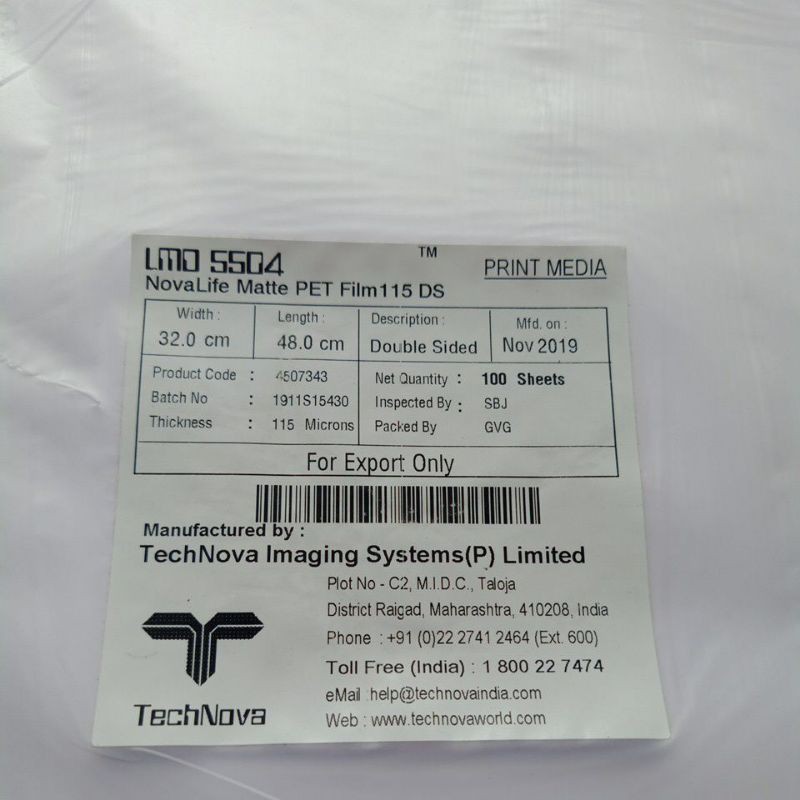 LMO 5504 ™ PRINT MEDIA
NovaLife Matte PET Film115 DS
Width : Length : Description : Mfd. on :
32.0 cm 48.0 cm Double Sided Nov 2019
Product Code : 4507343 Net Quantity : 100 Sheets
Batch No : 1911S15430 Inspected By : SBJ
Thickness : 115 Microns Packed By GVG
For Export Only
Manufactured by :
TechNova Imaging Systems(P) Limited
Plot No - C2, M.I.D.C., Taloja
District Raigad, Maharashtra, 410208, India
Phone : +91 (0)22 2741 2464 (Ext. 600)
Toll Free (India) : 1 800 22 7474
eMail :help@technovaindia.com
Web : www.technovaworld.com
TechNova